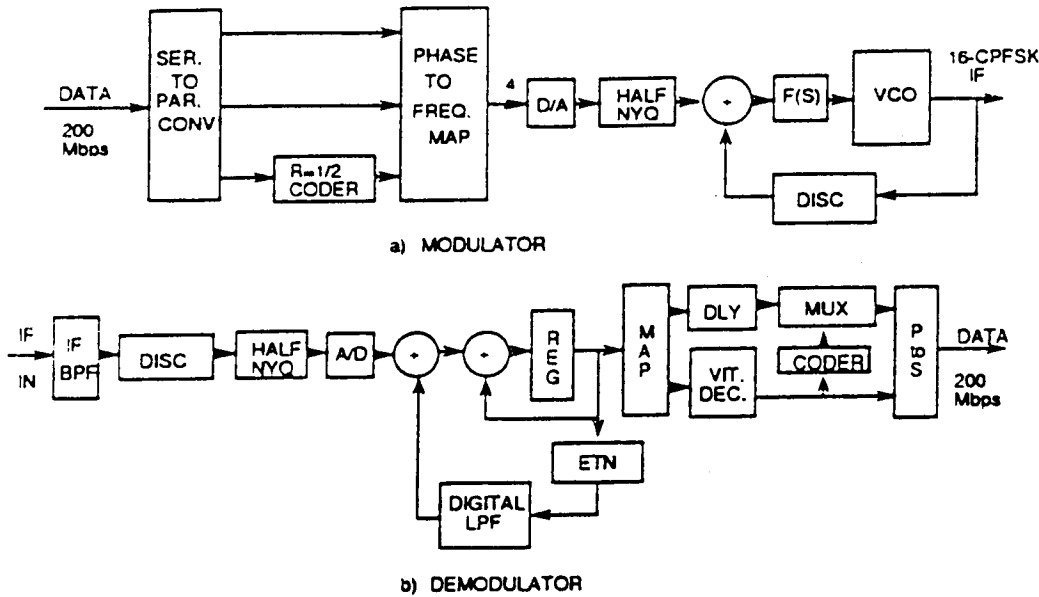 DATA
200
Mbps
SER.
TO
PAR.
CONV
R=1/2
CODER
PHASE
TO
FREQ.
MAP
4
D/A
HALF
NYQ
F(S)
VCO
16-CPFSK
IF
DISC
a) MODULATOR
IF
IN
IF
BPF
DISC
HALF
NYQ
A/D
R
E
G
ETN
DIGITAL
LPF
M
A
P
DLY
MUX
VIT.
DEC.
CODER
P
to
S
DATA
200
Mbps
b) DEMODULATOR